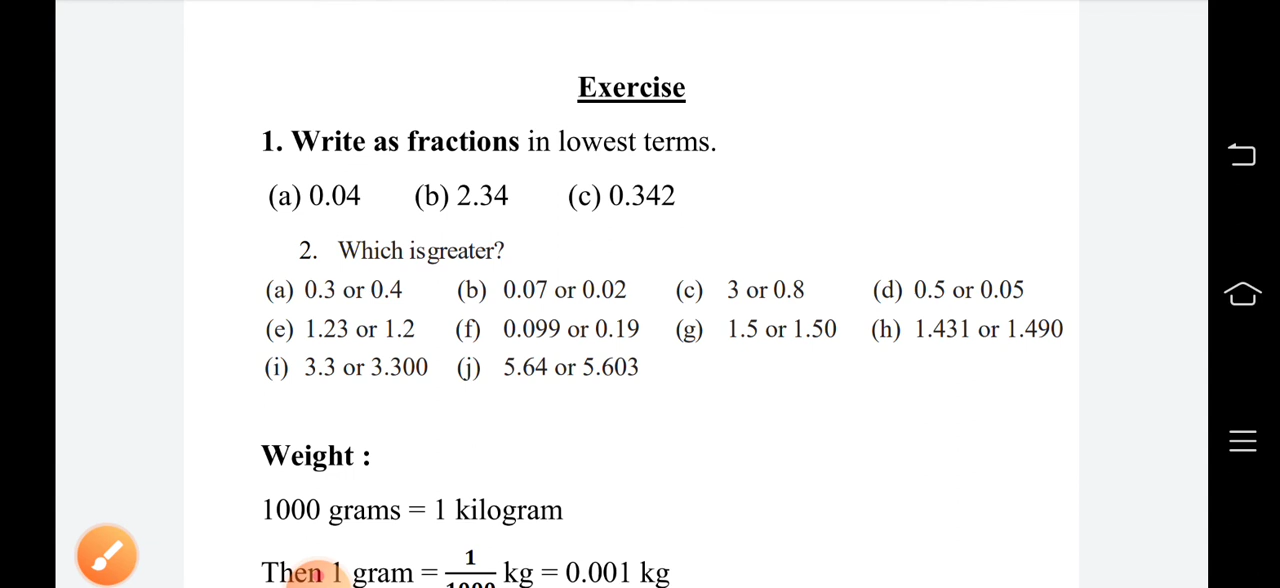 Exercise
1. Write as fractions in lowest terms.
(a) 0.04 (b) 2.34 (c) 0.342
2. Which isgreater?
(a) 0.3 or 0.4 (b) 0.07 or 0.02 (c) 3 or 0.8 (d) 0.5 or 0.05
(e) 1.23 or 1.2 (f) 0.099 or 0.19 (g) 1.5 or 1.50 (h) 1.431 or 1.490
(i) 3.3 or 3.300 (j) 5.64 or 5.603
Weight :
1000 grams = 1 kilogram
Then 1 gram = 1/1000 kg = 0.001 kg